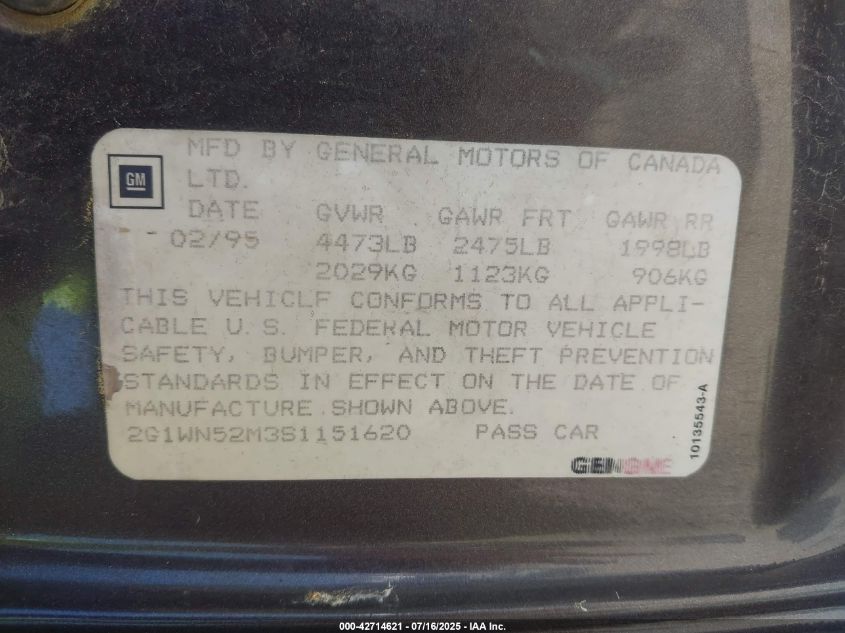 MFD BY GENERAL MOTORS OF CANADA
GM
LTD.
DATE GVWR GAWR FRT GAWR RR
02/95 4473LB 2475LB 1998LB
2029KG 1123KG 906KG
THIS VEHICLE CONFORMS TO ALL APPLI-
CABLE U.S. FEDERAL MOTOR VEHICLE
SAFETY, BUMPER, AND THEFT PREVENTION
STANDARDS IN EFFECT ON THE DATE OF
MANUFACTURE SHOWN ABOVE.
2G1WN52M3S1151620 PASS CAR
10135543-A
000-42714621 - 07/16/2025 - IAA Inc.